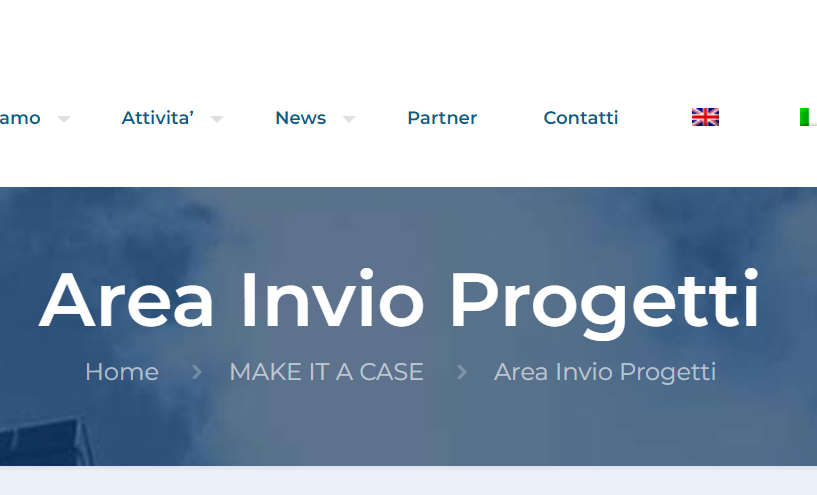 amo Attivita’ News Partner Contatti
Area Invio Progetti
Home > MAKE IT A CASE > Area Invio Progetti